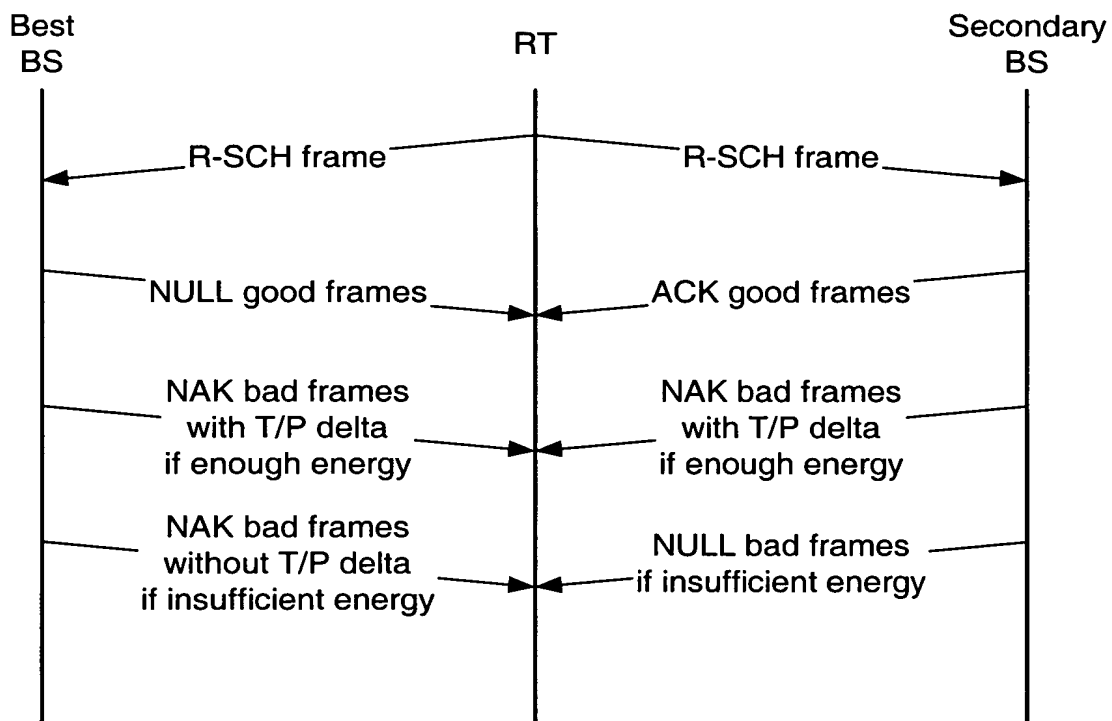 Best
BS
RT
Secondary
BS
R-SCH frame
R-SCH frame
NULL good frames
ACK good frames
NAK bad frames
with T/P delta
if enough energy
NAK bad frames
with T/P delta
if enough energy
NAK bad frames
without T/P delta
if insufficient energy
NULL bad frames
if insufficient energy